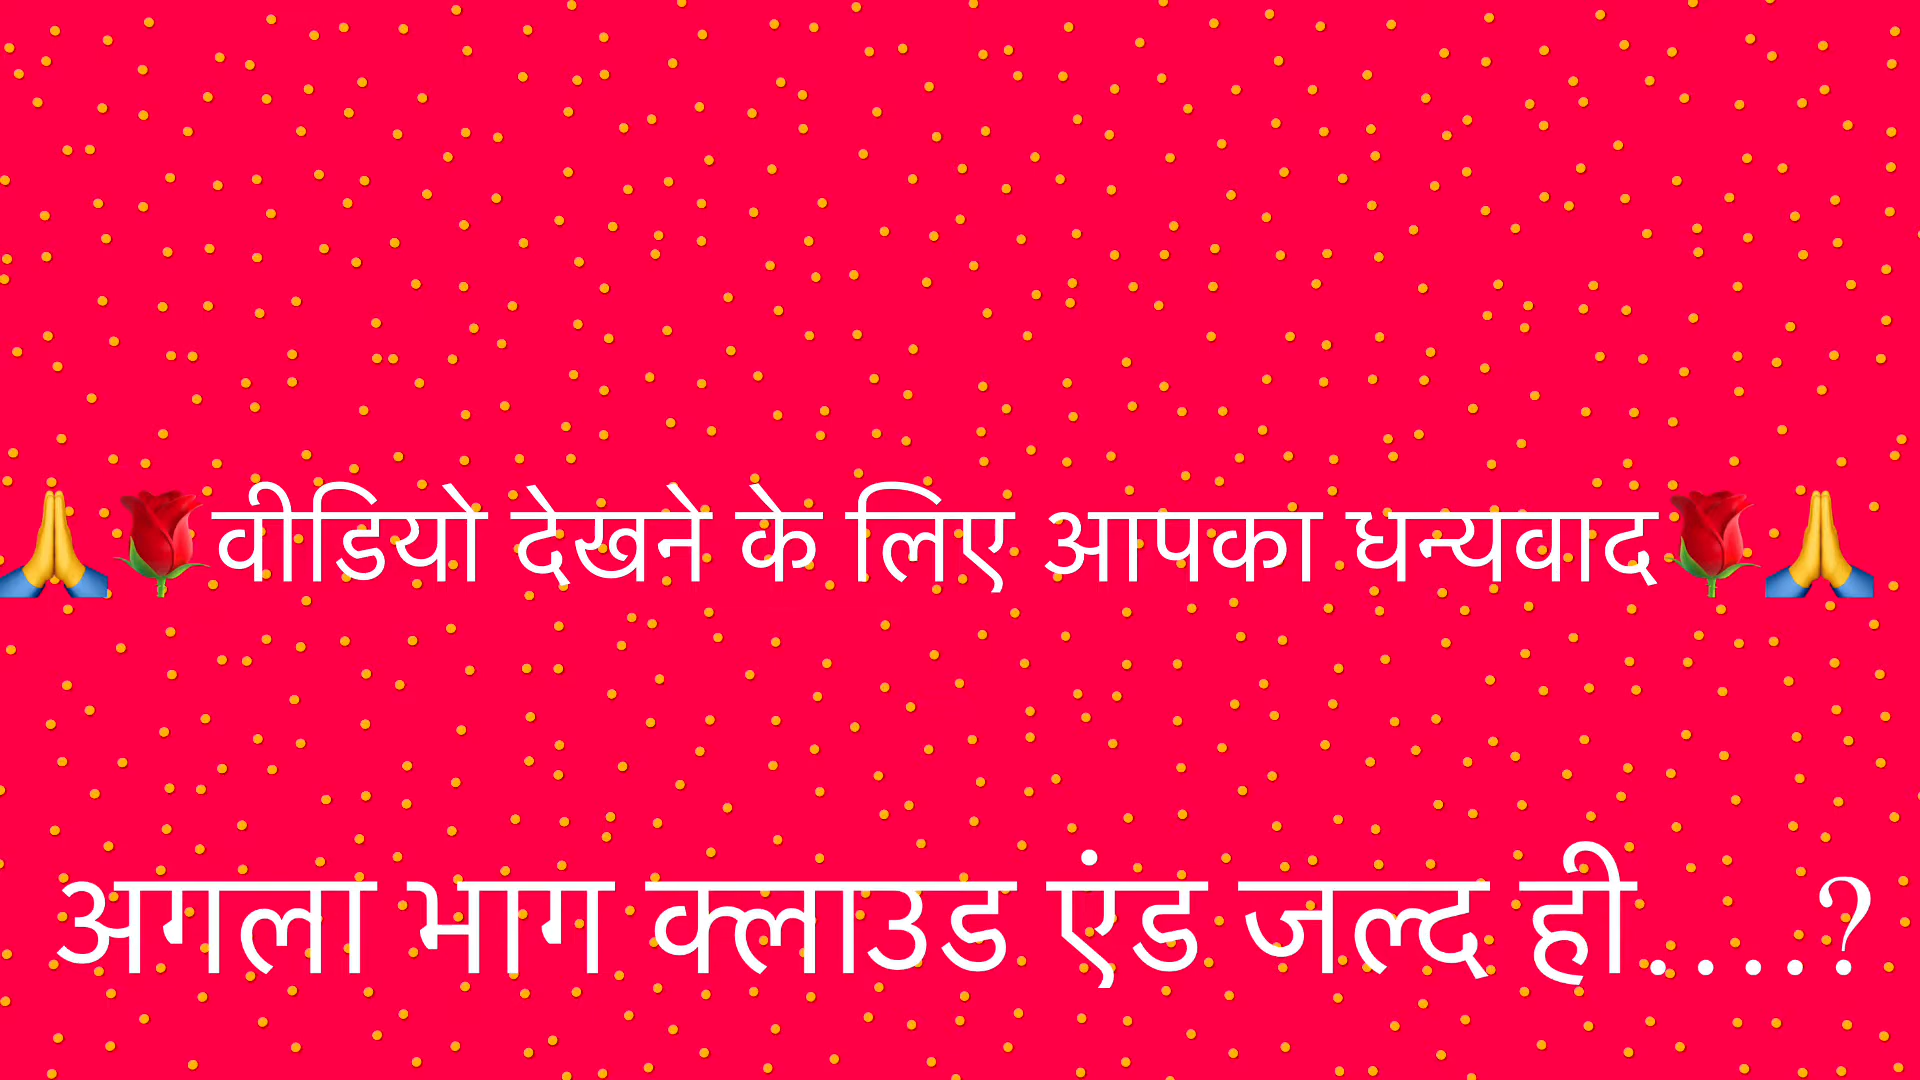 🙏🌹वीडियो देखने के लिए आपका धन्यवाद🌹🙏
अगला भाग क्लाउड एंड जल्द ही.....?